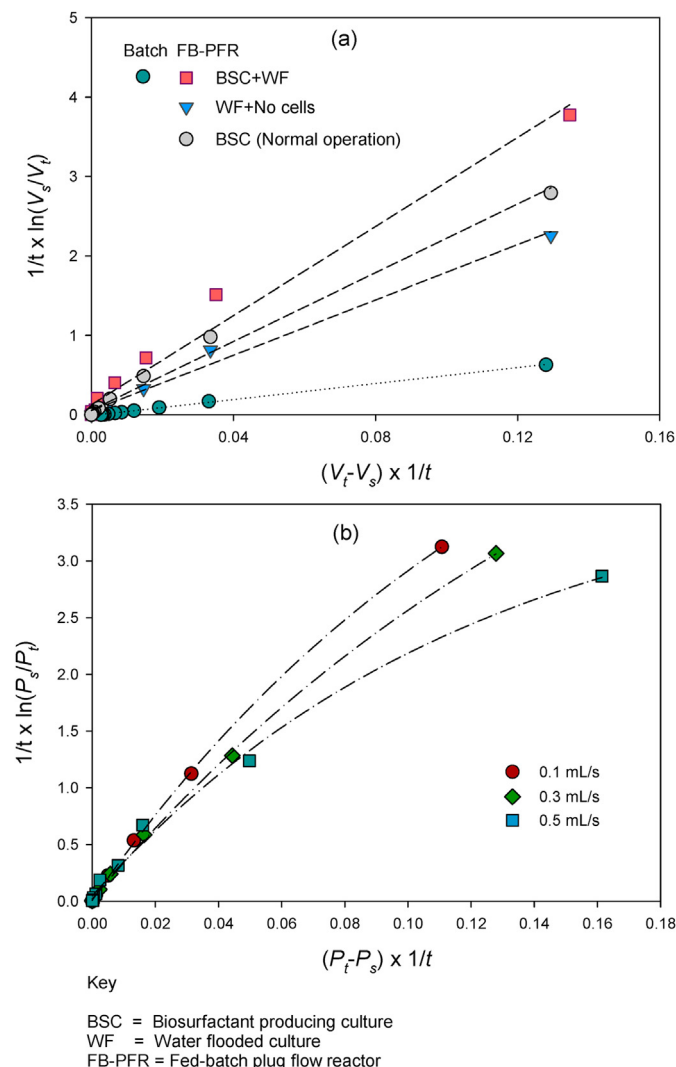 (a)
Batch FB-PFR
BSC+WF
WF+No cells
BSC (Normal operation)
1/t x ln(Vs/Vt)
5
4
3
2
1
0
0.00 0.04 0.08 0.12 0.16
(Vt-Vs) x 1/t
(b)
1/t x ln(Ps/Pt)
3.5
3.0
2.5
2.0
1.5
1.0
0.5
0.0
0.1 mL/s
0.3 mL/s
0.5 mL/s
0.00 0.02 0.04 0.06 0.08 0.10 0.12 0.14 0.16 0.18
(Pt-Ps) x 1/t
Key
BSC = Biosurfactant producing culture
WF = Water flooded culture
FB-PFR = Fed-batch plug flow reactor